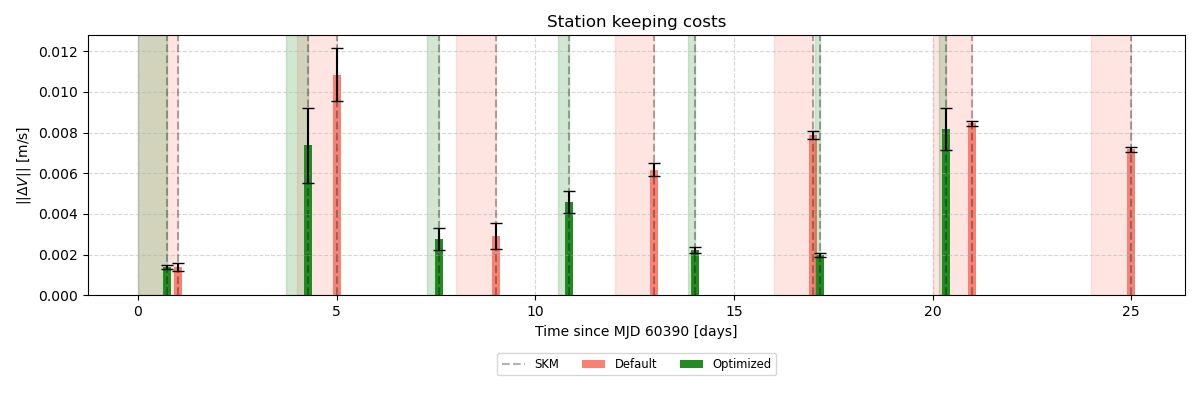 Station keeping costs
||ΔV|| [m/s]
0.012
0.010
0.008
0.006
0.004
0.002
0.000
0 5 10 15 20 25
Time since MJD 60390 [days]
SKM Default Optimized